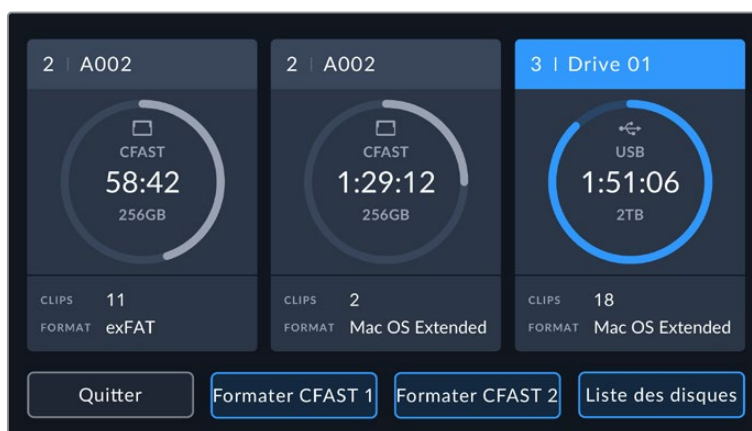 2 | A002
CFAST
58:42
256GB
CLIPS 11
FORMAT exFAT
2 | A002
CFAST
1:29:12
256GB
CLIPS 2
FORMAT Mac OS Extended
3 | Drive 01
USB
1:51:06
2TB
CLIPS 18
FORMAT Mac OS Extended
Quitter
Formater CFAST 1
Formater CFAST 2
Liste des disques